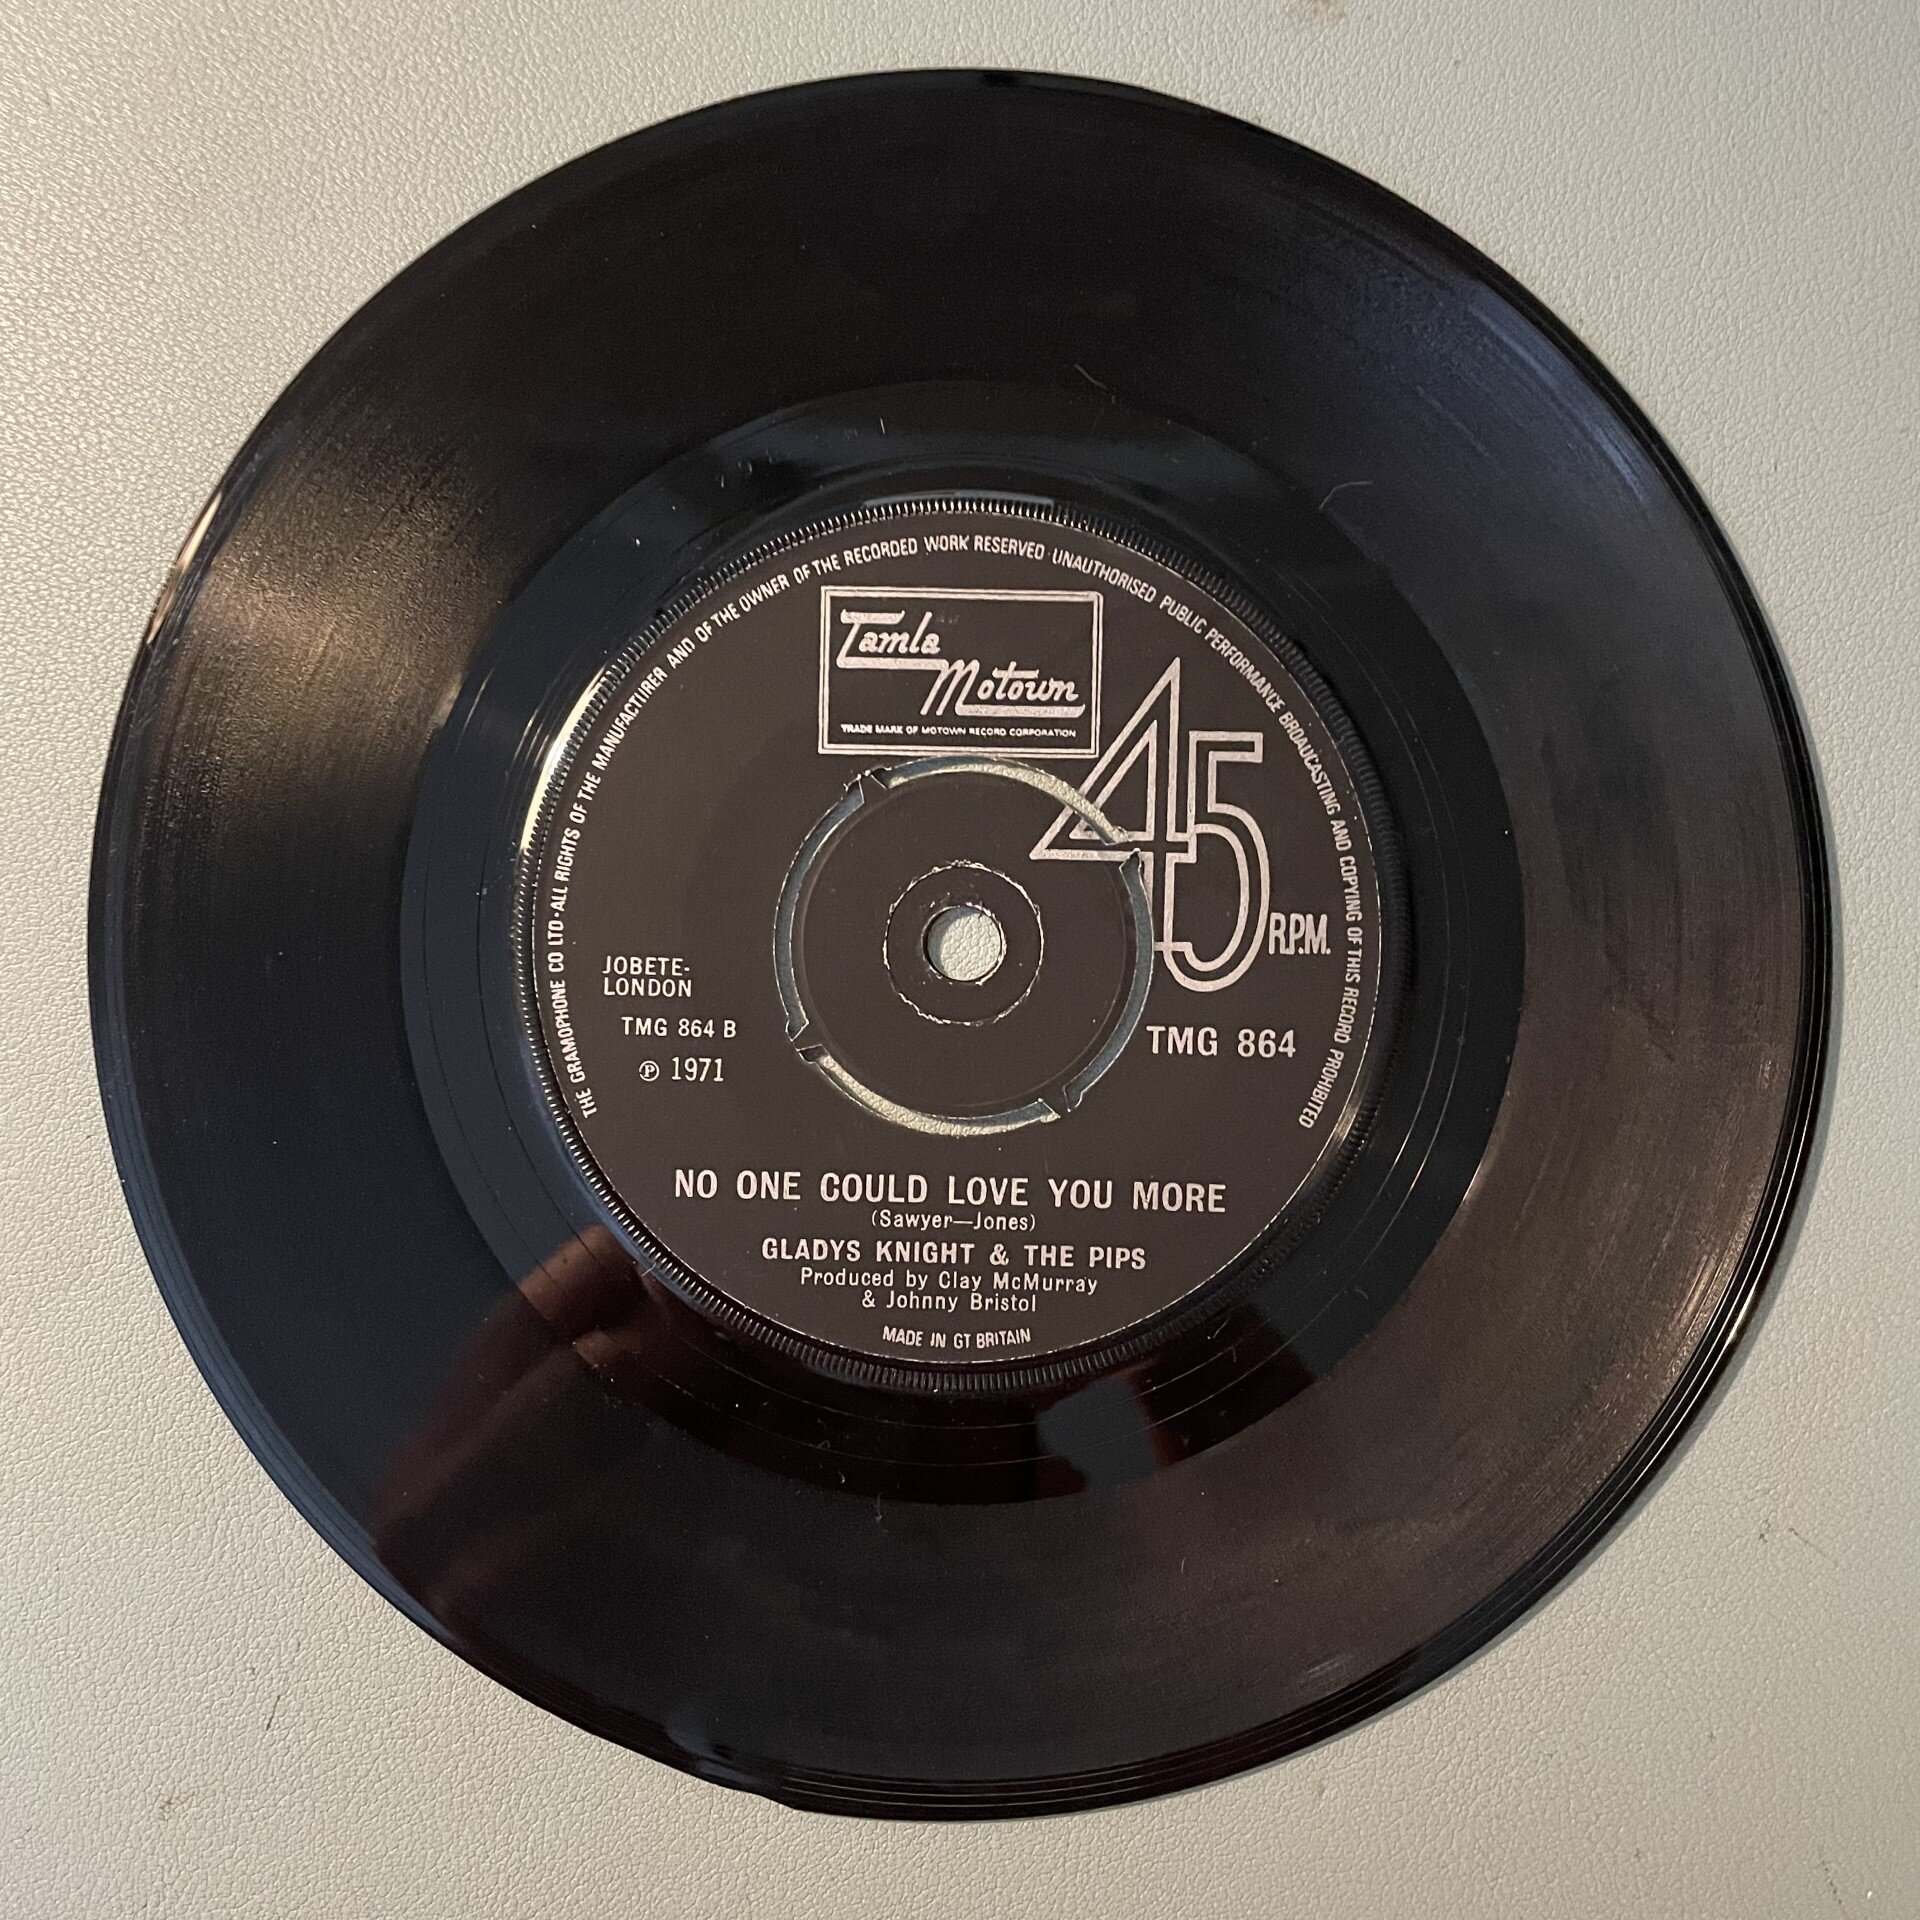 THE GRAMOPHONE CO LTD·ALL RIGHTS OF THE MANUFACTURER AND OF THE OWNER OF THE RECORDED WORK RESERVED·UNAUTHORISED PUBLIC PERFORMANCE BROADCASTING AND COPYING OF THIS RECORD PROHIBITED
Tamla
Motown
TRADE MARK OF MOTOWN RECORD CORPORATION
45
R.P.M.
JOBETE-
LONDON
TMG 864 B
℗ 1971
TMG 864
NO ONE COULD LOVE YOU MORE
(Sawyer—Jones)
GLADYS KNIGHT & THE PIPS
Produced by Clay McMurray
& Johnny Bristol
MADE IN GT BRITAIN